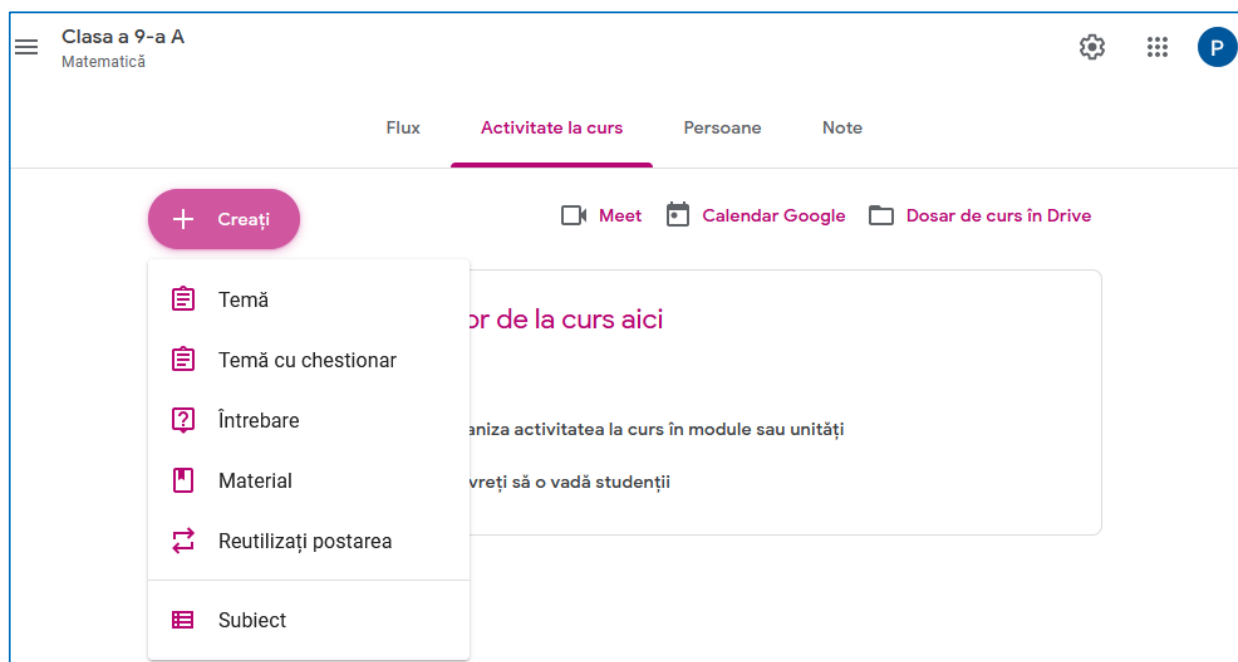 Clasa a 9-a A
Matematică
P
Flux Activitate la curs Persoane Note
Creați
Meet Calendar Google Dosar de curs în Drive
Temă
Temă cu chestionar
Întrebare
Material
Reutilizați postarea
Subiect
de la curs aici
activitatea la curs în module sau unități
vreți să o vadă studenții